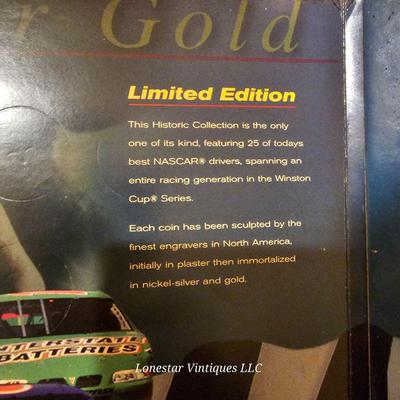 r Gold
Limited Edition
This Historic Collection is the only
one of its kind, featuring 25 of todays
best NASCAR® drivers, spanning an
entire racing generation in the Winston
Cup® Series.
Each coin has been sculpted by the
finest engravers in North America,
initially in plaster then immortalized
in nickel-silver and gold.
NTERSTATE
BATTERIES
Lonestar Vintiques LLC